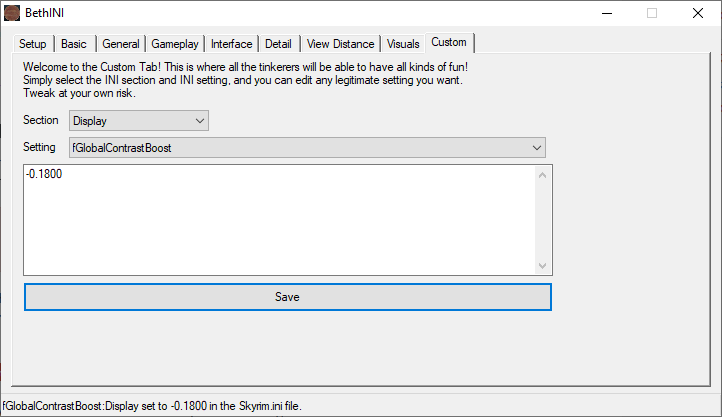 BethINI
Setup Basic General Gameplay Interface Detail View Distance Visuals Custom
Welcome to the Custom Tab! This is where all the tinkerers will be able to have all kinds of fun!
Simply select the INI section and INI setting, and you can edit any legitimate setting you want.
Tweak at your own risk.
Section Display
Setting fGlobalContrastBoost
-0.1800
Save
fGlobalContrastBoost:Display set to -0.1800 in the Skyrim.ini file.